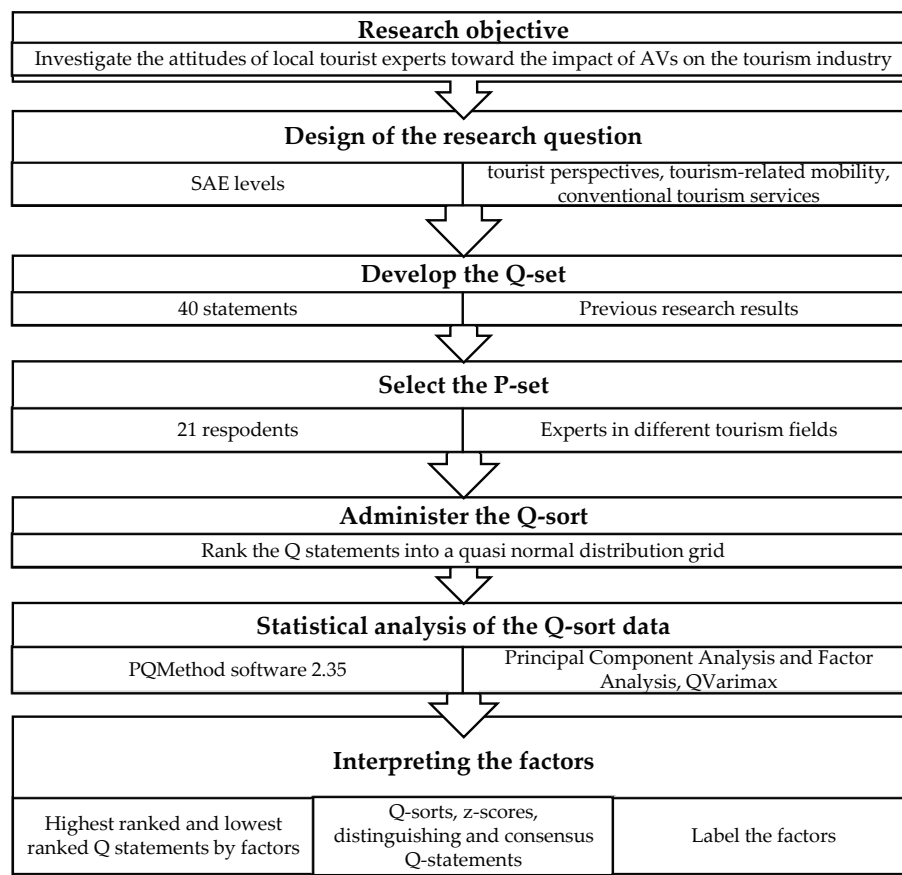 Research objective
Investigate the attitudes of local tourist experts toward the impact of AVs on the tourism industry
Design of the research question
SAE levels
tourist perspectives, tourism-related mobility,
conventional tourism services
Develop the Q-set
40 statements
Previous research results
Select the P-set
21 respodents
Experts in different tourism fields
Administer the Q-sort
Rank the Q statements into a quasi normal distribution grid
Statistical analysis of the Q-sort data
PQMethod software 2.35
Principal Component Analysis and Factor
Analysis, QVarimax
Interpreting the factors
Highest ranked and lowest
ranked Q statements by factors
Q-sorts, z-scores,
distinguishing and consensus
Q-statements
Label the factors